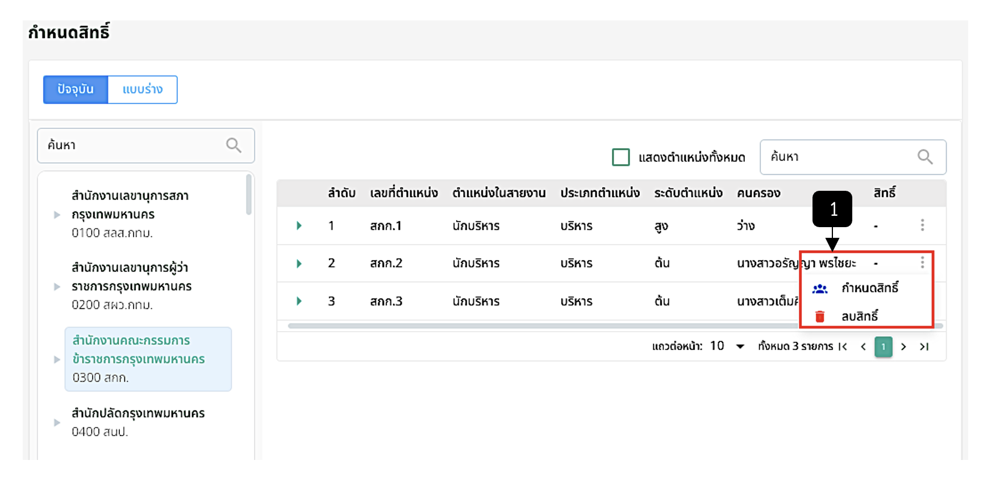 กำหนดสิทธิ์
ปัจจุบัน แบบร่าง
ค้นหา
สำนักงานเลขานุการสภา
กรุงเทพมหานคร
0100 สลส.กทม.
สำนักงานเลขานุการผู้ว่า
ราชการกรุงเทพมหานคร
0200 สผว.กทม.
สำนักงานคณะกรรมการ
ข้าราชการกรุงเทพมหานคร
0300 สกก.
สำนักปลัดกรุงเทพมหานคร
0400 สนป.
แสดงตำแหน่งทั้งหมด ค้นหา
ลำดับ เลขที่ตำแหน่ง ตำแหน่งในสายงาน ประเภทตำแหน่ง ระดับตำแหน่ง คนครอง สิทธิ์
1
1 สกก.1 นักบริหาร บริหาร สูง ว่าง -
2 สกก.2 นักบริหาร บริหาร ต้น นางสาวอรัญญา พรไชยะ -
กำหนดสิทธิ์
3 สกก.3 นักบริหาร บริหาร ต้น
ลบสิทธิ์
แถวต่อหน้า: 10 ทั้งหมด 3 รายการ 1